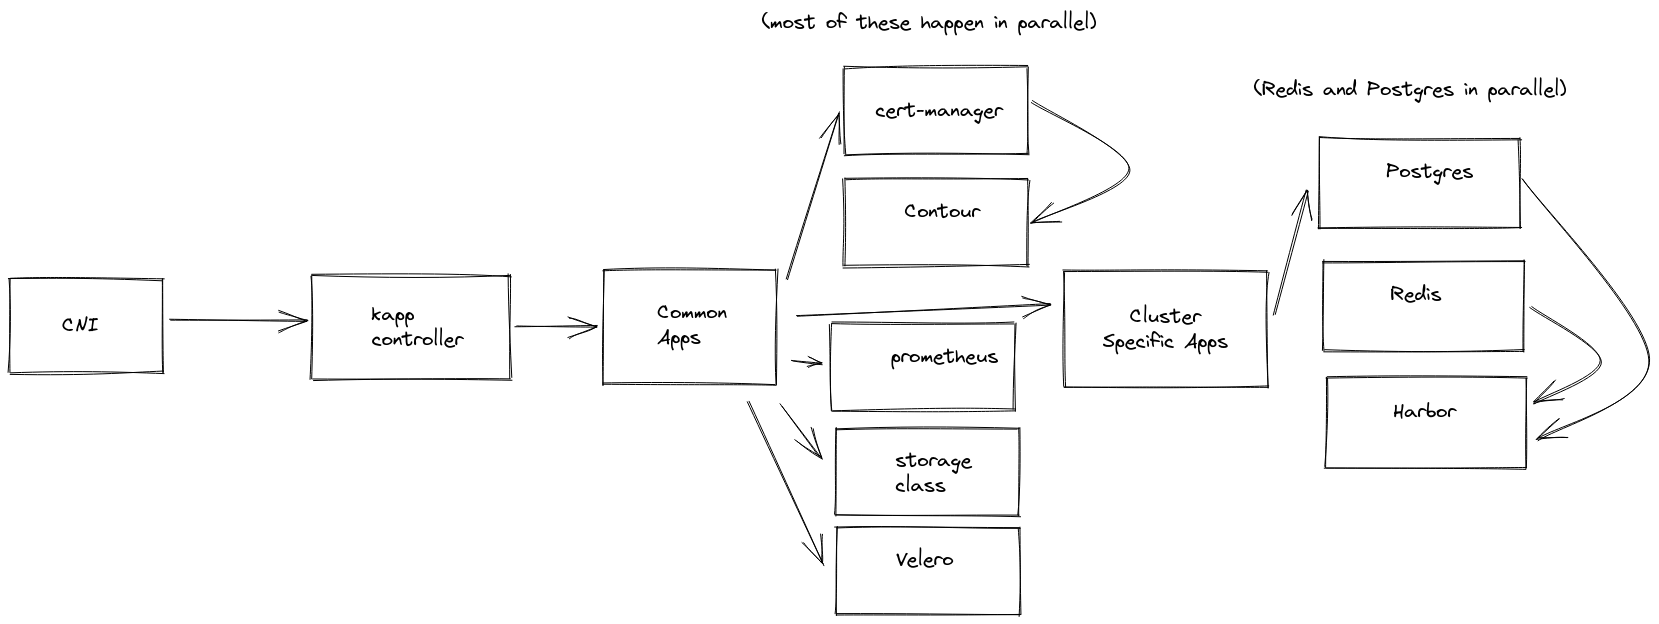 (most of these happen in parallel)
cert-manager
Contour
(Redis and Postgres in parallel)
Postgres
Redis
Harbor
CNI
kapp
controller
Common
Apps
Cluster
Specific Apps
prometheus
storage
class
Velero